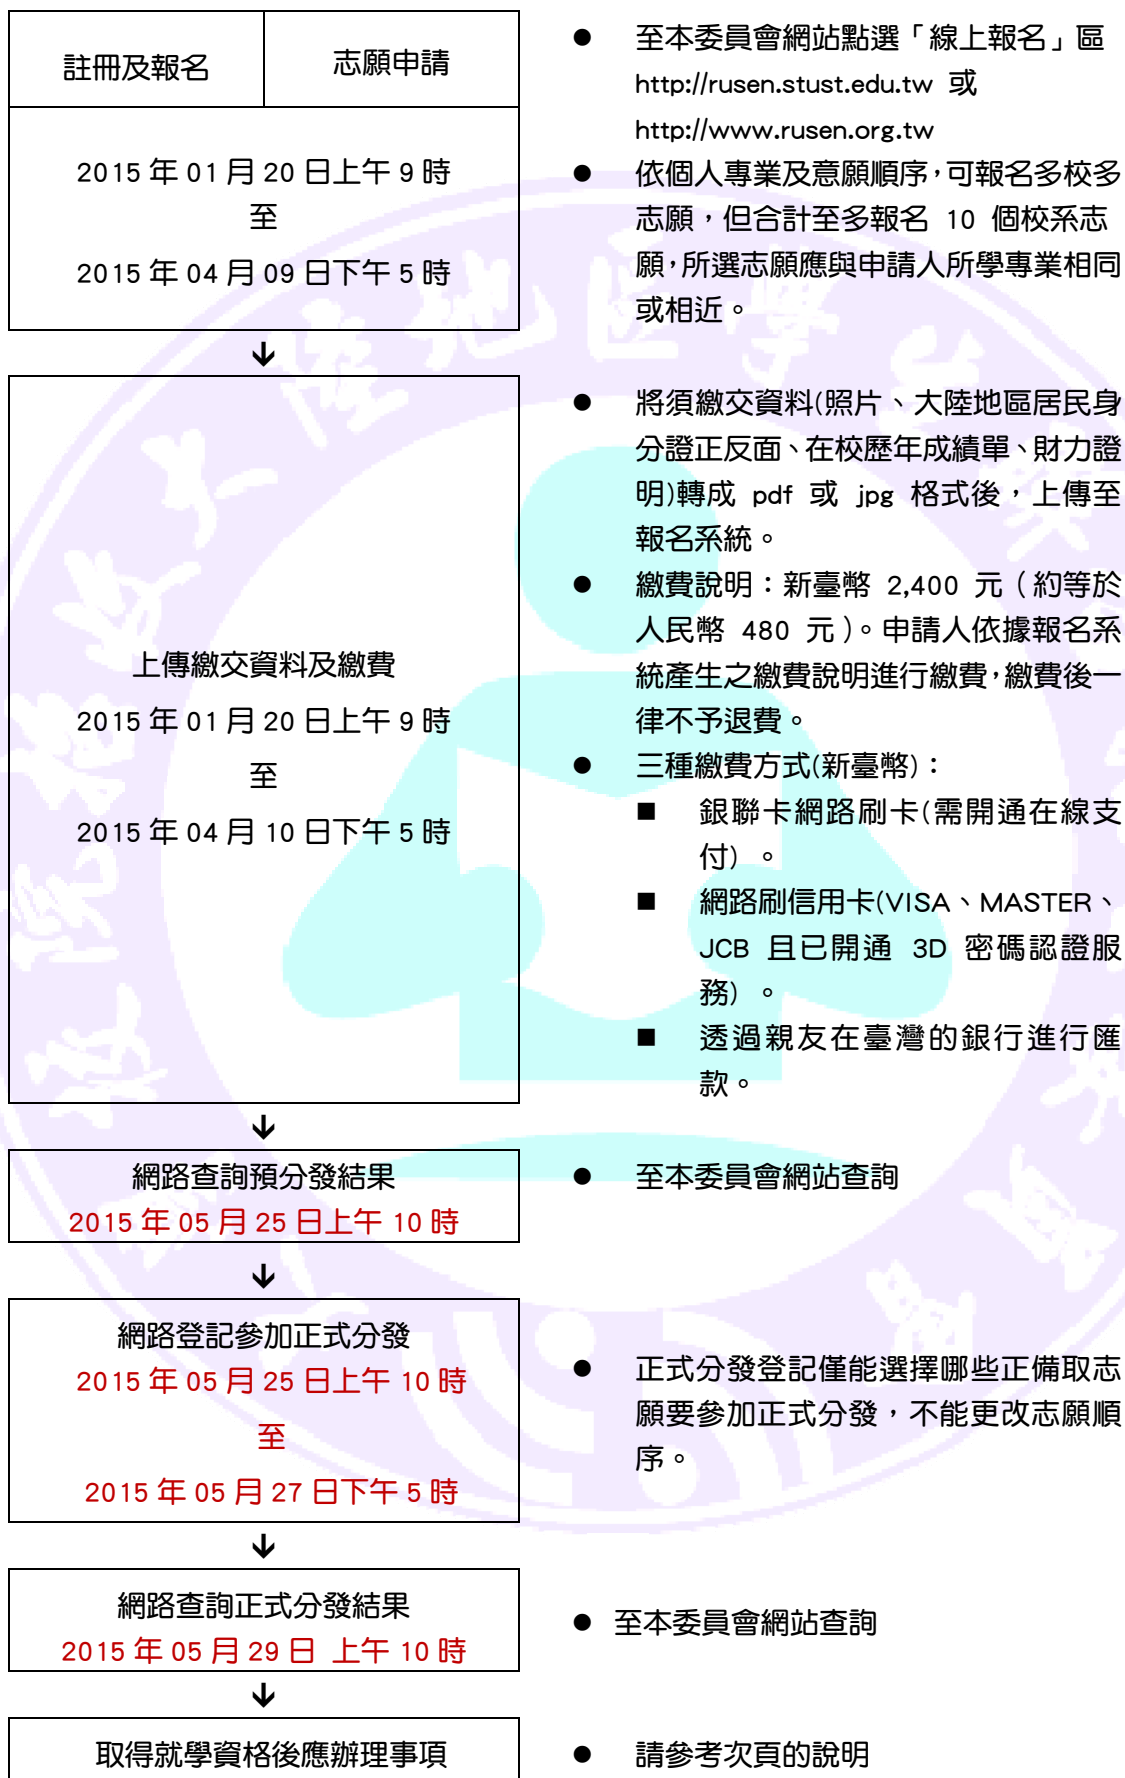 註冊及報名
志願申請
2015 年 01 月 20 日上午 9 時
至
2015 年 04 月 09 日下午 5 時
● 至本委員會網站點選「線上報名」區
http://rusen.stust.edu.tw 或
http://www.rusen.org.tw
● 依個人專業及意願順序，可報名多校多
志願，但合計至多報名 10 個校系志
願，所選志願應與申請人所學專業相同
或相近。
↓
上傳繳交資料及繳費
2015 年 01 月 20 日上午 9 時
至
2015 年 04 月 10 日下午 5 時
● 將須繳交資料(照片、大陸地區居民身
分證正反面、在校歷年成績單、財力證
明)轉成 pdf 或 jpg 格式後，上傳至
報名系統。
● 繳費說明：新臺幣 2,400 元（約等於
人民幣 480 元）。申請人依據報名系
統產生之繳費說明進行繳費，繳費後一
律不予退費。
● 三種繳費方式(新臺幣)：
■ 銀聯卡網路刷卡(需開通在線支
付) 。
■ 網路刷信用卡(VISA、MASTER、
JCB 且已開通 3D 密碼認證服
務) 。
■ 透過親友在臺灣的銀行進行匯
款。
↓
網路查詢預分發結果
2015 年 05 月 25 日上午 10 時
● 至本委員會網站查詢
↓
網路登記參加正式分發
2015 年 05 月 25 日上午 10 時
至
2015 年 05 月 27 日下午 5 時
● 正式分發登記僅能選擇哪些正備取志
願要參加正式分發，不能更改志願順
序。
↓
網路查詢正式分發結果
2015 年 05 月 29 日 上午 10 時
● 至本委員會網站查詢
↓
取得就學資格後應辦理事項
● 請參考次頁的說明